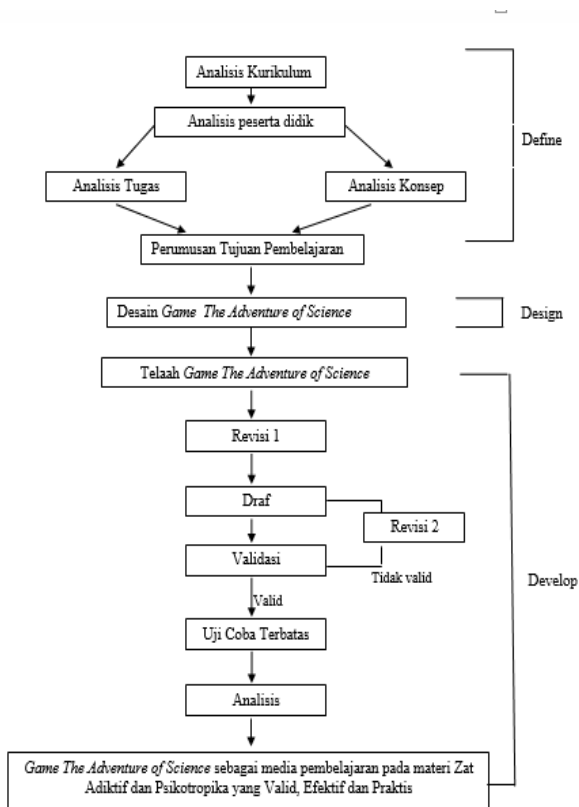 Analisis Kurikulum
Analisis peserta didik
Define
Analisis Tugas
Analisis Konsep
Perumusan Tujuan Pembelajaran
Desain Game The Adventure of Science
Design
Telaah Game The Adventure of Science
Revisi 1
Draf
Revisi 2
Validasi
Tidak valid
Develop
Valid
Uji Coba Terbatas
Analisis
Game The Adventure of Science sebagai media pembelajaran pada materi Zat
Adiktif dan Psikotropika yang Valid, Efektif dan Praktis